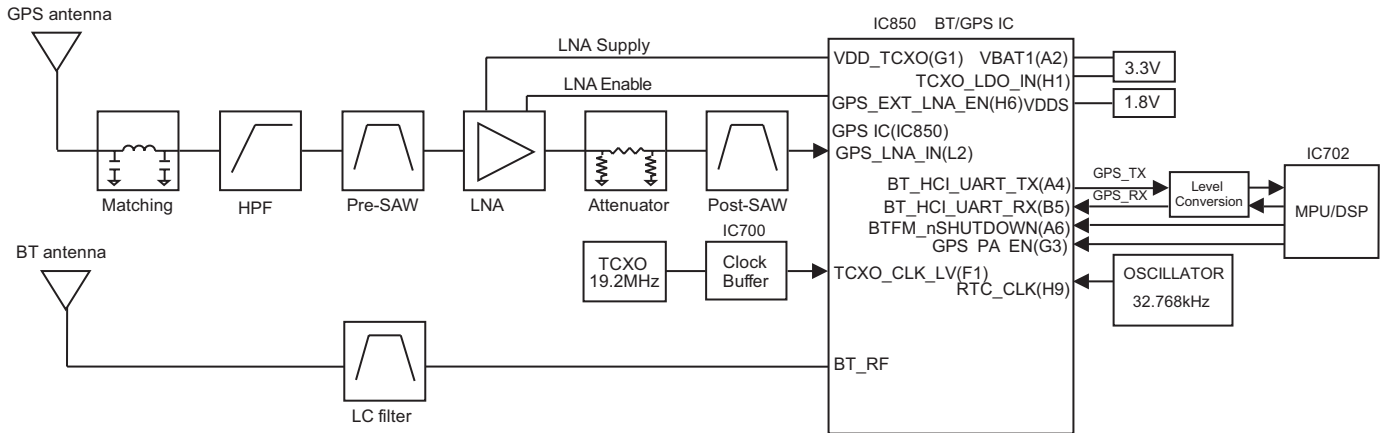 GPS antenna
IC850 BT/GPS IC
LNA Supply
VDD_TCXO(G1) VBAT1(A2)
3.3V
TCXO_LDO_IN(H1)
LNA Enable
GPS_EXT_LNA_EN(H6) VDDS
1.8V
GPS IC(IC850)
GPS_LNA_IN(L2)
Matching
HPF
Pre-SAW
LNA
Attenuator
Post-SAW
IC702
BT_HCI_UART_TX(A4)
GPS_TX
BT_HCI_UART_RX(B5)
GPS_RX
Level
Conversion
MPU/DSP
BTFM_nSHUTDOWN(A6)
GPS_PA_EN(G3)
BT antenna
IC700
TCXO
19.2MHz
Clock
Buffer
TCXO_CLK_LV(F1)
RTC_CLK(H9)
OSCILLATOR
32.768kHz
BT_RF
LC filter